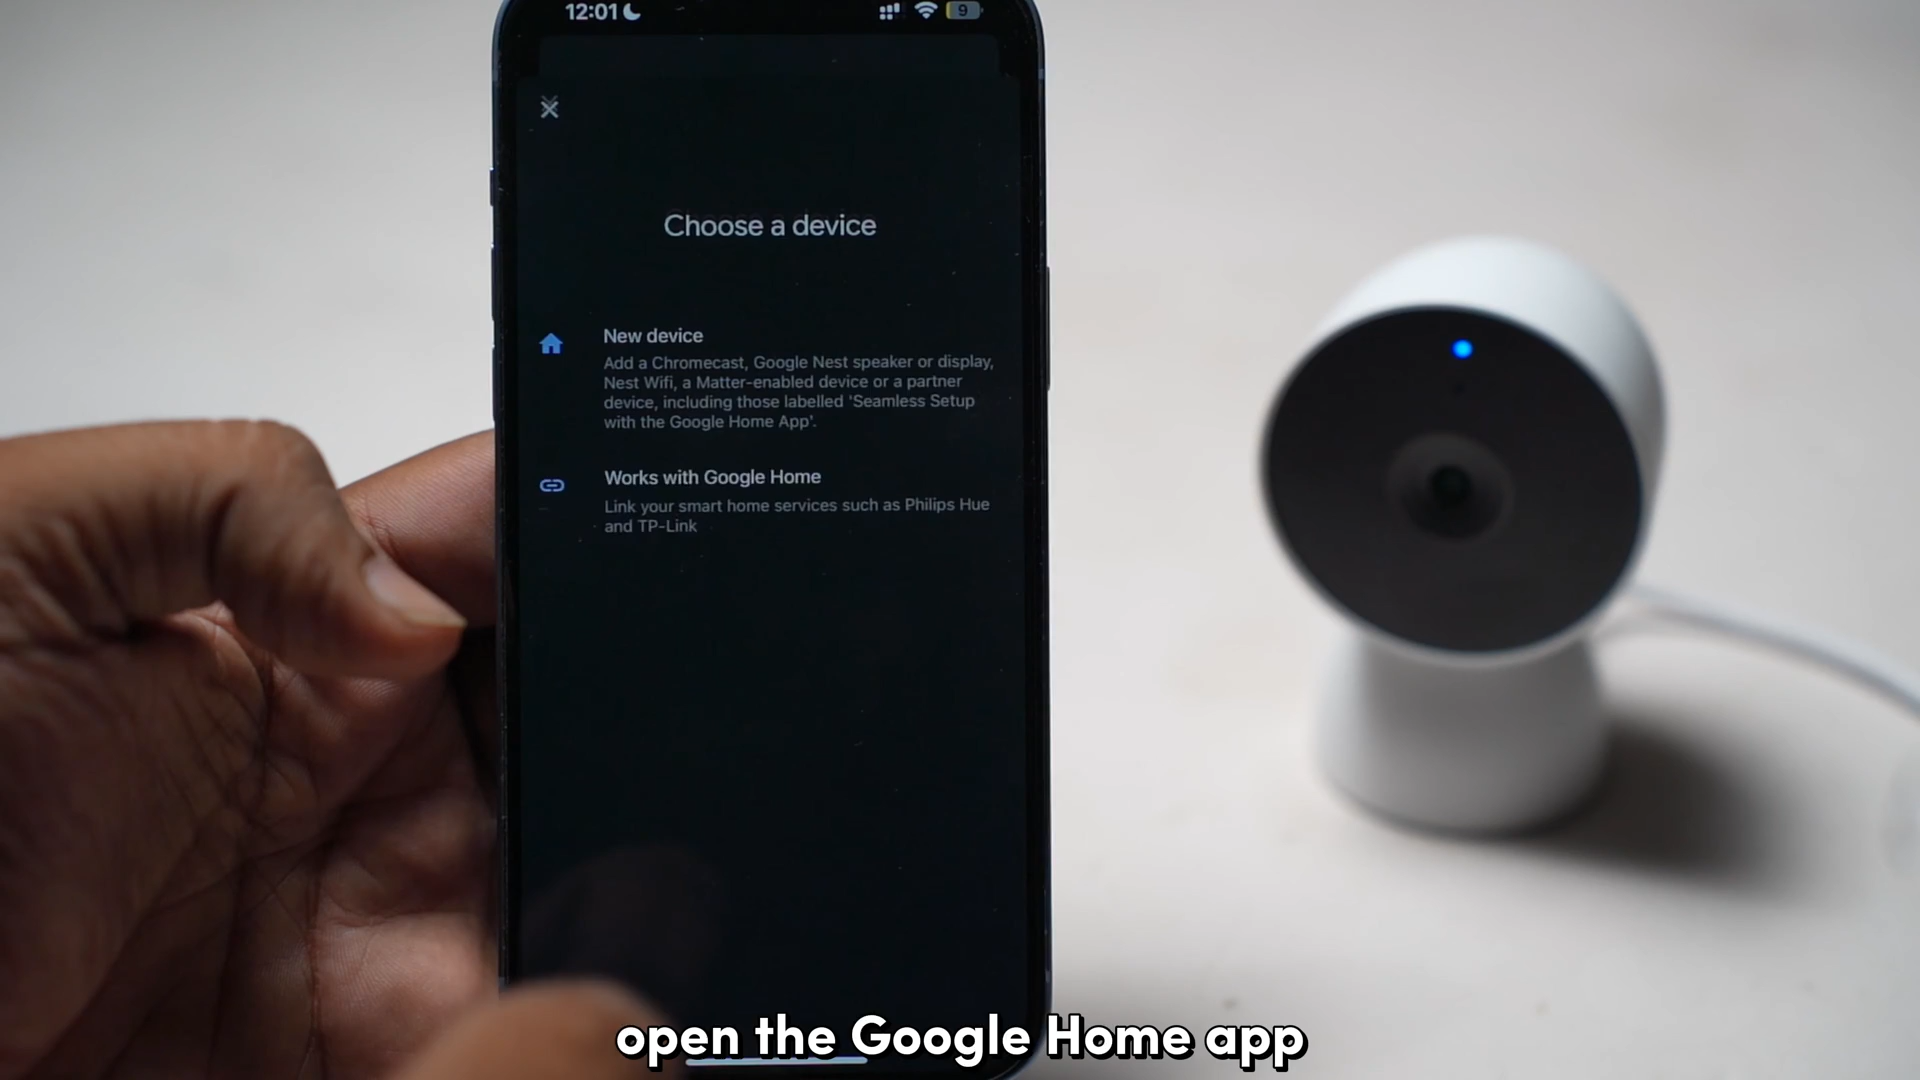 12:01
9
Choose a device
New device
Add a Chromecast, Google Nest speaker or display,
Nest Wifi, a Matter-enabled device or a partner
device, including those labelled 'Seamless Setup
with the Google Home App'.
Works with Google Home
Link your smart home services such as Philips Hue
and TP-Link
open the Google Home app